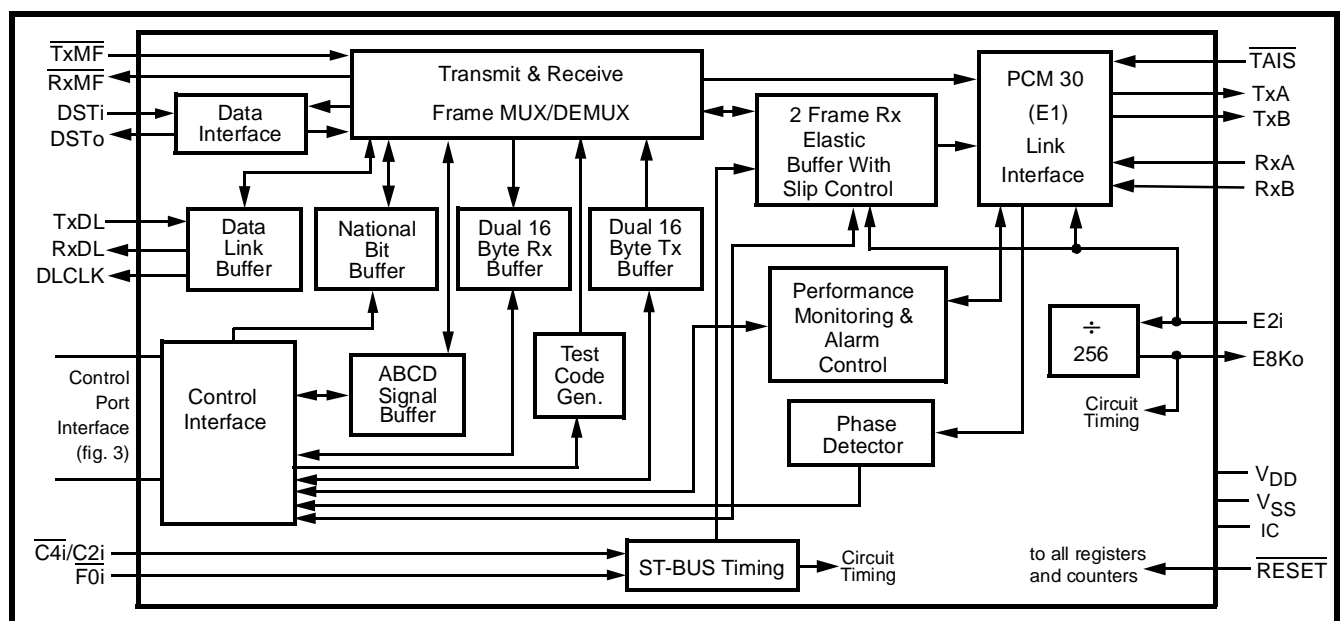 TxMF
RxMF
DSTi
DSTo
Data
Interface
Transmit & Receive
Frame MUX/DEMUX
2 Frame Rx
Elastic
Buffer With
Slip Control
PCM 30
(E1)
Link
Interface
TAIS
TxA
TxB
RxA
RxB
TxDL
RxDL
DLCLK
Data
Link
Buffer
National
Bit
Buffer
Dual 16
Byte Rx
Buffer
Dual 16
Byte Tx
Buffer
Performance
Monitoring &
Alarm
Control
÷
256
E2i
E8Ko
Circuit
Timing
Control
Port
Interface
(fig. 3)
Control
Interface
ABCD
Signal
Buffer
Test
Code
Gen.
Phase
Detector
VDD
VSS
IC
C4i/C2i
F0i
ST-BUS Timing
Circuit
Timing
to all registers
and counters
RESET